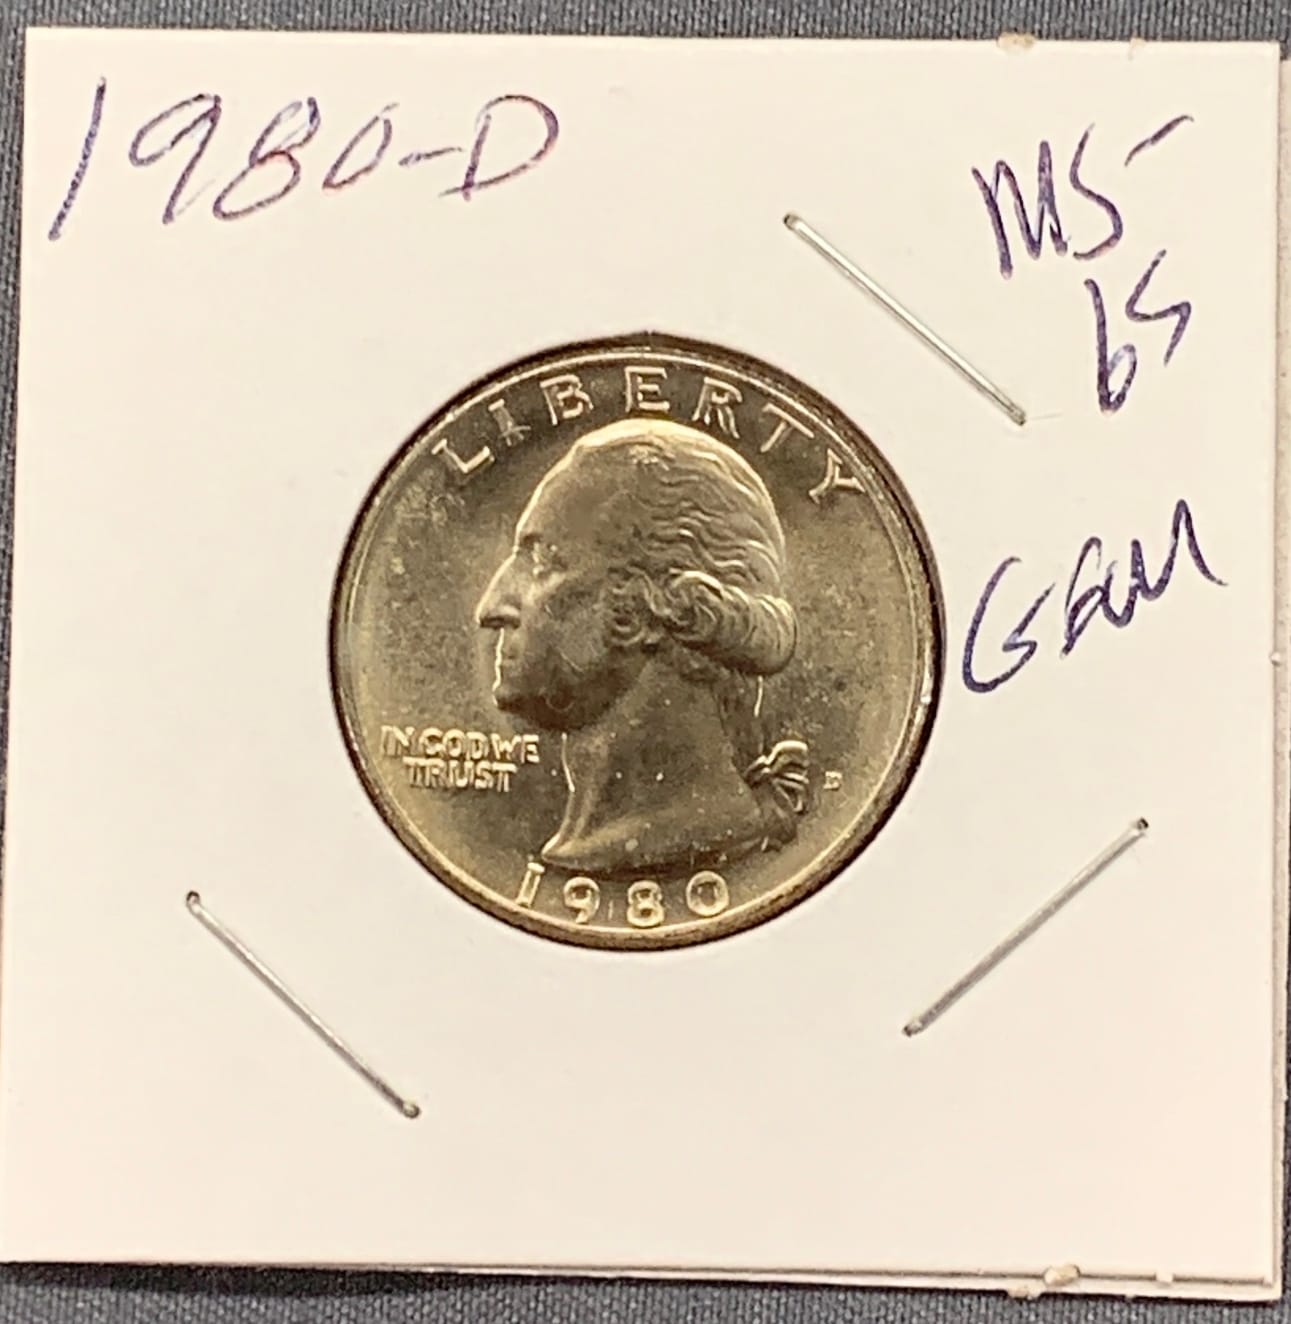 1980-D
MS-
65
GEM
LIBERTY
IN GOD WE
TRUST
D
1980